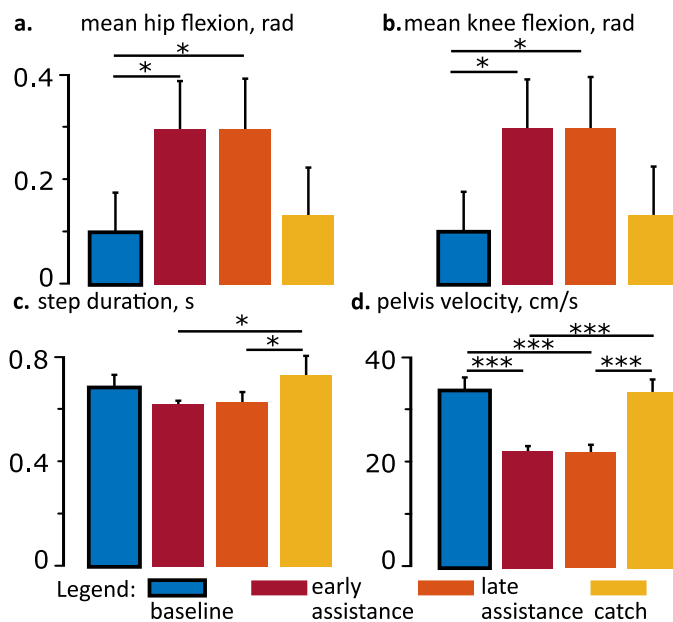 a. mean hip flexion, rad
b. mean knee flexion, rad
*
*
*
*
0.4
0.2
0
c. step duration, s
d. pelvis velocity, cm/s
*
*
***
***
***
***
0.8
0.4
0
40
20
0
Legend:
baseline
early
assistance
late
assistance
catch